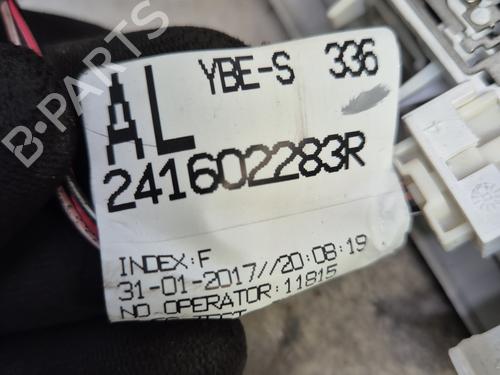 B-PARTS
YBE-S 336
AL
241602283R
INDEX:F
31-01-2017//20:08:19
NO OPERATOR:11815